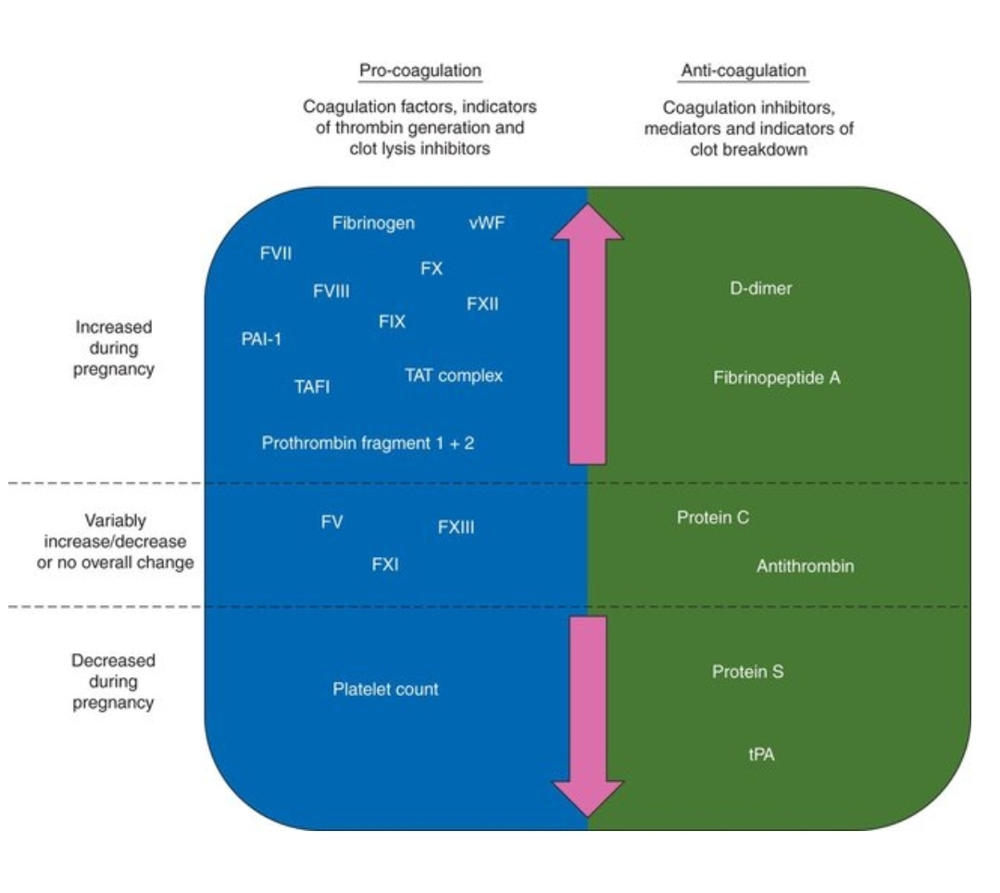 Pro-coagulation
Coagulation factors, indicators
of thrombin generation and
clot lysis inhibitors
Anti-coagulation
Coagulation inhibitors,
mediators and indicators of
clot breakdown
Increased
during
pregnancy
Fibrinogen
vWF
FVII
FX
FVIII
FXII
FIX
PAI-1
TAT complex
TAFI
Prothrombin fragment 1 + 2
D-dimer
Fibrinopeptide A
Variably
increase/decrease
or no overall change
FV
FXIII
FXI
Protein C
Antithrombin
Decreased
during
pregnancy
Platelet count
Protein S
tPA